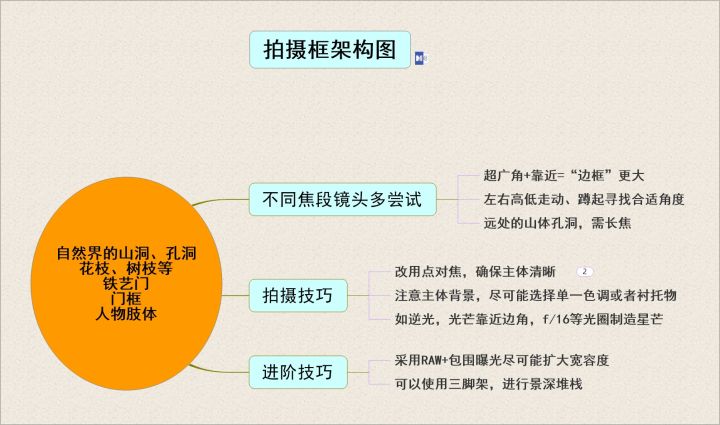 拍摄框架构图
自然界的山洞、孔洞
花枝、树枝等
铁艺门
门框
人物肢体
不同焦段镜头多尝试
超广角+靠近=“边框”更大
左右高低走动、蹲起寻找合适角度
远处的山体孔洞，需长焦
拍摄技巧
改用点对焦，确保主体清晰
2
注意主体背景，尽可能选择单一色调或者衬托物
如逆光，光芒靠近边角，f/16等光圈制造星芒
进阶技巧
采用RAW+包围曝光尽可能扩大宽容度
可以使用三脚架，进行景深堆栈